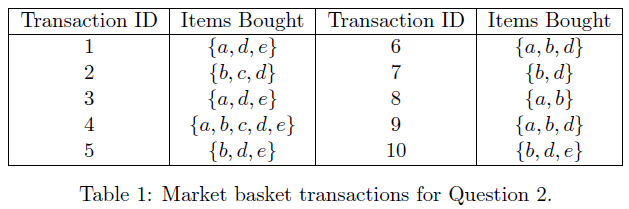 Transaction ID Items Bought Transaction ID Items Bought
1 {a, d, e} 6 {a, b, d}
2 {b, c, d} 7 {b, d}
3 {a, d, e} 8 {a, b}
4 {a, b, c, d, e} 9 {a, b, d}
5 {b, d, e} 10 {b, d, e}
Table 1: Market basket transactions for Question 2.